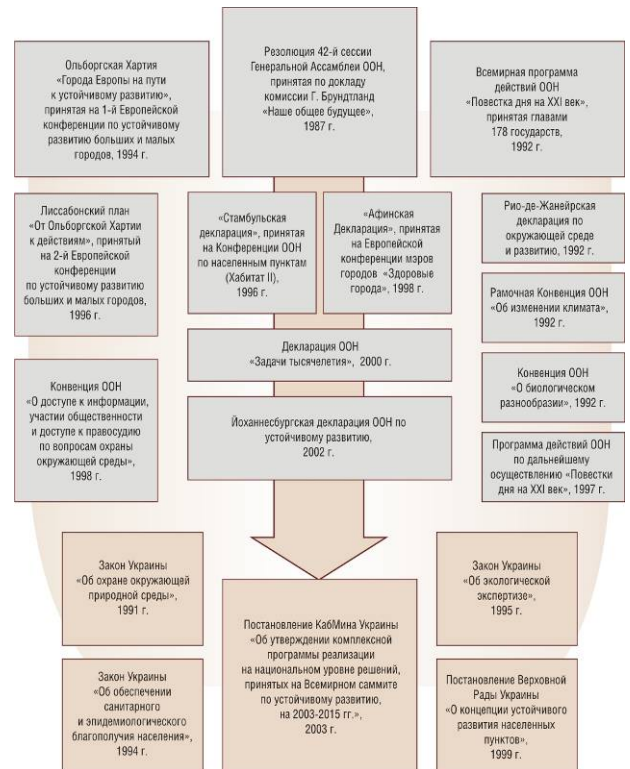 Ольборгская Хартия
«Города Европы на пути
к устойчивому развитию»,
принятая на 1-й Европейской
конференции по устойчивому
развитию больших и малых
городов, 1994 г.
Резолюция 42-й сессии
Генеральной Ассамблеи ООН,
принятая по докладу
комиссии Г. Брундтланд
«Наше общее будущее»,
1987 г.
Всемирная программа
действий ООН
«Повестка дня на XXI век»,
принятая главами
178 государств,
1992 г.
Лиссабонский план
«От Ольборгской Хартии
к действиям», принятый
на 2-й Европейской
конференции
по устойчивому развитию
больших и малых городов,
1996 г.
«Стамбульская
декларация», принятая
на Конференции ООН
по населенным пунктам
(Хабитат II),
1996 г.
«Афинская
Декларация», принятая
на Европейской
конференции мэров
городов «Здоровые
города», 1998 г.
Рио-де-Жанейрская
декларация по
окружающей среде
и развитию, 1992 г.
Рамочная Конвенция ООН
«Об изменении климата»,
1992 г.
Декларация ООН
«Задачи тысячелетия», 2000 г.
Конвенция ООН
«О биологическом
разнообразии», 1992 г.
Конвенция ООН
«О доступе к информации,
участии общественности
и доступе к правосудию
по вопросам охраны
окружающей среды»,
1998 г.
Йоханнесбургская декларация ООН по
устойчивому развитию,
2002 г.
Программа действий ООН
по дальнейшему
осуществлению «Повестки
дня на XXI век», 1997 г.
Закон Украины
«Об охране окружающей
природной среды»,
1991 г.
Закон Украины
«Об экологической
экспертизе»,
1995 г.
Постановление КабМина Украины
«Об утверждении комплексной
программы реализации
на национальном уровне решений,
принятых на Всемирном саммите
по устойчивому развитию,
на 2003-2015 гг.»,
2003 г.
Закон Украины
«Об обеспечении
санитарного
и эпидемиологического
благополучия населения»,
1994 г.
Постановление Верховной
Рады Украины
«О концепции устойчивого
развития населенных
пунктов»,
1999 г.